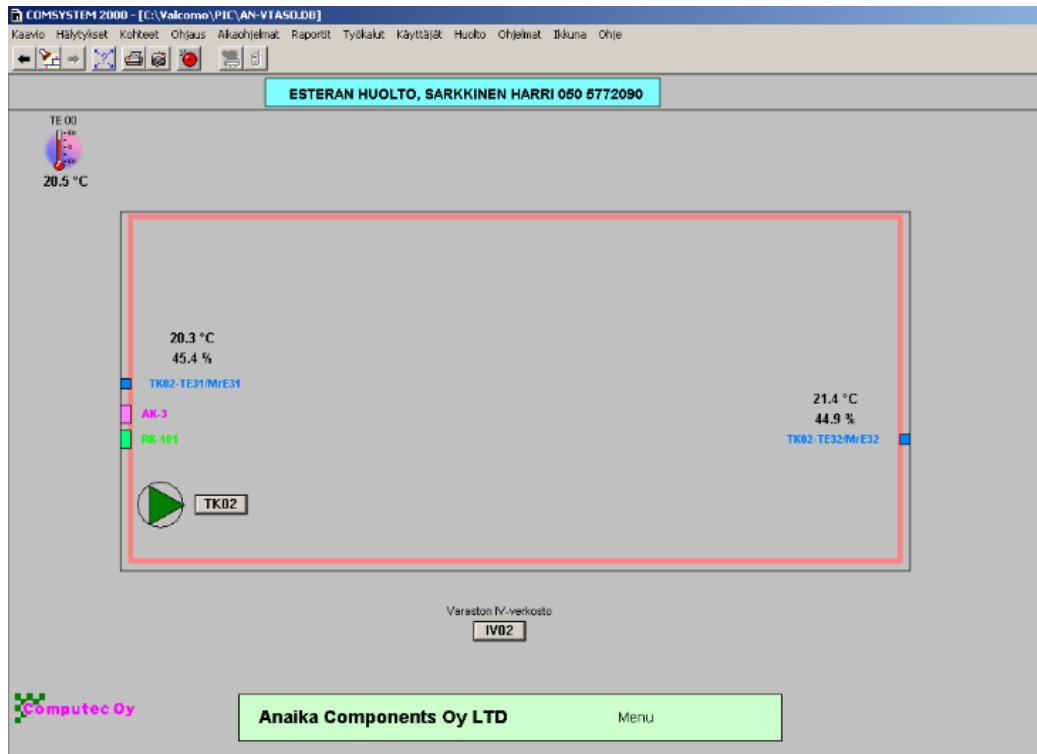 COMSYSTEM 2000 - [C:\Valcomo\PIC\AN-VTASO.DB]
Kaavio Hälytykset Kohteet Ohjaus Aikaohjelmat Raportit Työkalut Käyttäjät Huolto Ohjelmat Ikkuna Ohje
ESTERAN HUOLTO, SARKKINEN HARRI 050 5772090
TE 00
20.5 °C
20.3 °C
45.4 %
TK02-TE31/MrE31
AK-3
RK-101
21.4 °C
44.9 %
TK02-TE32/MrE32
TK02
Varaston IV-verkosto
IV02
Computec Oy
Anaika Components Oy LTD Menu